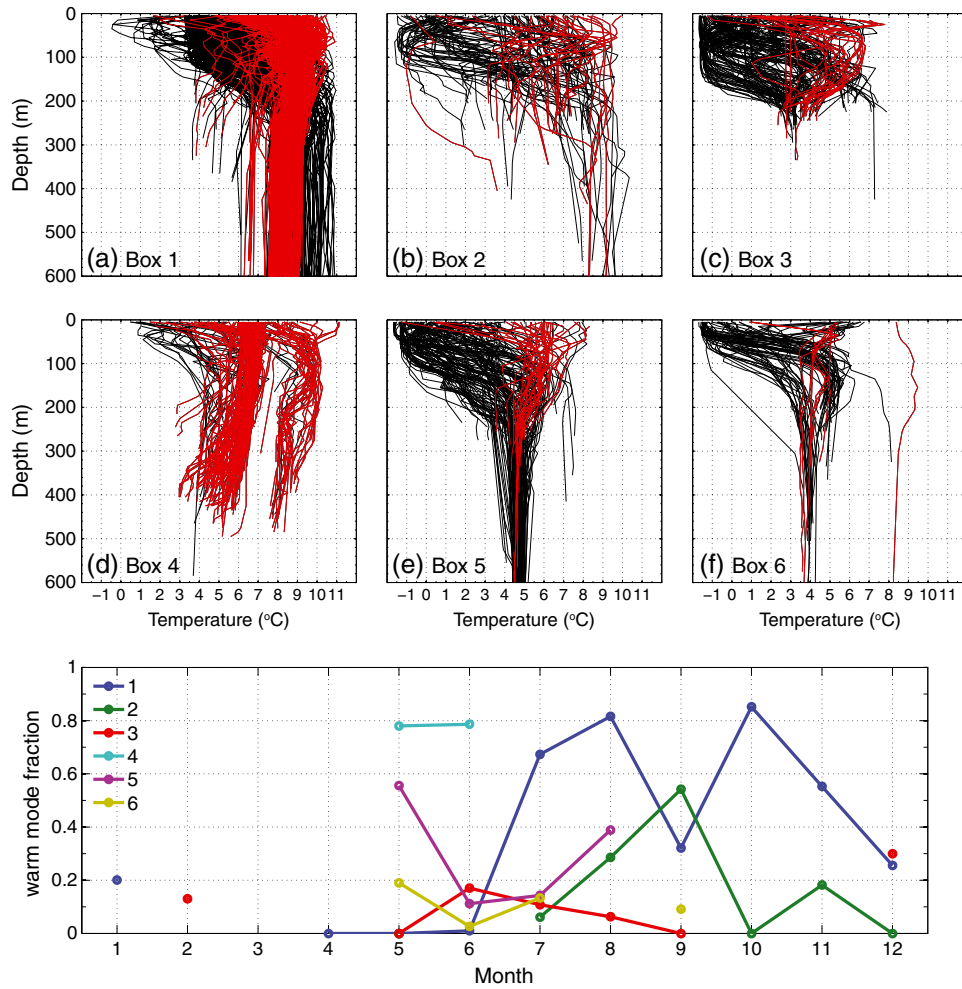 0
100
200
300
400
500
600
Depth (m)
(a) Box 1
(b) Box 2
(c) Box 3
0
100
200
300
400
500
600
Depth (m)
(d) Box 4
(e) Box 5
(f) Box 6
−1 0 1 2 3 4 5 6 7 8 9 10 11
−1 0 1 2 3 4 5 6 7 8 9 10 11
−1 0 1 2 3 4 5 6 7 8 9 10 11
Temperature (°C)
Temperature (°C)
Temperature (°C)
1
0.8
0.6
0.4
0.2
0
warm mode fraction
1
2
3
4
5
6
1 2 3 4 5 6 7 8 9 10 11 12
Month